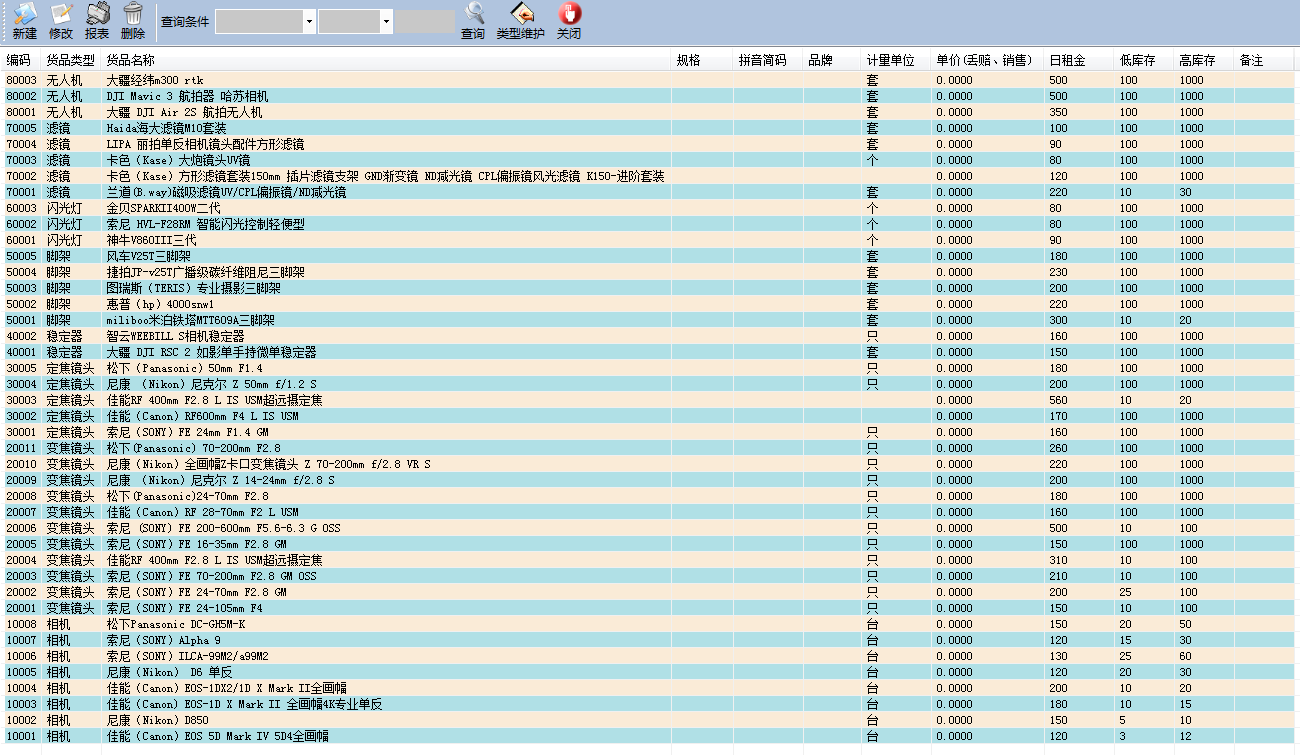 新建 修改 报表 删除 查询条件 查询 类型维护 关闭
编码 货品类型 货品名称 规格 拼音简码 品牌 计量单位 单价(丢赔、销售) 日租金 低库存 高库存 备注
80003 无人机 大疆经纬m300 rtk 套 0.0000 500 100 1000
80002 无人机 DJI Mavic 3 航拍器 哈苏相机 套 0.0000 500 100 1000
80001 无人机 大疆 DJI Air 2S 航拍无人机 套 0.0000 350 100 1000
70005 滤镜 Haida海大滤镜M10套装 套 0.0000 100 100 1000
70004 滤镜 LIPA 丽拍单反相机镜头配件方形滤镜 套 0.0000 90 100 1000
70003 滤镜 卡色（Kase）大炮镜头UV镜 个 0.0000 80 100 1000
70002 滤镜 卡色（Kase）方形滤镜套装150mm 插片滤镜支架 GND渐变镜 ND减光镜 CPL偏振镜风光滤镜 K150-进阶套装 0.0000 120 100 1000
70001 滤镜 兰道(B.way)磁吸滤镜UV/CPL偏振镜/ND减光镜 套 0.0000 220 10 30
60003 闪光灯 金贝SPARKII400W二代 个 0.0000 80 100 1000
60002 闪光灯 索尼 HVL-F28RM 智能闪光控制轻便型 个 0.0000 80 100 1000
60001 闪光灯 神牛V860III三代 个 0.0000 90 100 1000
50005 脚架 风车V25T三脚架 套 0.0000 180 100 1000
50004 脚架 捷拍JP-v25T广播级碳纤维阻尼三脚架 套 0.0000 230 100 1000
50003 脚架 图瑞斯（TERIS）专业摄影三脚架 套 0.0000 200 100 1000
50002 脚架 惠普（hp）4000snw1 套 0.0000 220 100 1000
50001 脚架 miliboo米泊铁塔MTT609A三脚架 套 0.0000 300 10 20
40002 稳定器 智云WEEBILL S相机稳定器 只 0.0000 160 100 1000
40001 稳定器 大疆 DJI RSC 2 如影单手持微单稳定器 套 0.0000 150 100 1000
30005 定焦镜头 松下（Panasonic）50mm F1.4 只 0.0000 180 100 1000
30004 定焦镜头 尼康 （Nikon）尼克尔 Z 50mm f/1.2 S 只 0.0000 200 100 1000
30003 定焦镜头 佳能RF 400mm F2.8 L IS USM超远摄定焦 0.0000 560 10 20
30002 定焦镜头 佳能（Canon）RF600mm F4 L IS USM 0.0000 170 100 1000
30001 定焦镜头 索尼（SONY）FE 24mm F1.4 GM 只 0.0000 160 100 1000
20011 变焦镜头 松下(Panasonic) 70-200mm F2.8 只 0.0000 260 100 1000
20010 变焦镜头 尼康（Nikon）全画幅Z卡口变焦镜头 Z 70-200mm f/2.8 VR S 只 0.0000 220 100 1000
20009 变焦镜头 尼康 （Nikon）尼克尔 Z 14-24mm f/2.8 S 只 0.0000 200 100 1000
20008 变焦镜头 松下(Panasonic)24-70mm F2.8 只 0.0000 180 100 1000
20007 变焦镜头 佳能（Canon）RF 28-70mm F2 L USM 只 0.0000 160 100 1000
20006 变焦镜头 索尼 (SONY) FE 200-600mm F5.6-6.3 G OSS 只 0.0000 500 10 100
20005 变焦镜头 索尼（SONY）FE 16-35mm F2.8 GM 只 0.0000 150 100 1000
20004 变焦镜头 佳能RF 400mm F2.8 L IS USM超远摄定焦 只 0.0000 310 10 100
20003 变焦镜头 索尼（SONY）FE 70-200mm F2.8 GM OSS 只 0.0000 210 10 100
20002 变焦镜头 索尼（SONY）FE 24-70mm F2.8 GM 只 0.0000 200 25 100
20001 变焦镜头 索尼（SONY）FE 24-105mm F4 只 0.0000 150 10 100
10008 相机 松下Panasonic DC-GH5M-K 台 0.0000 150 20 50
10007 相机 索尼（SONY）Alpha 9 台 0.0000 120 15 30
10006 相机 索尼（SONY）ILCA-99M2/a99M2 台 0.0000 130 25 60
10005 相机 尼康（Nikon） D6 单反 台 0.0000 120 20 30
10004 相机 佳能（Canon）EOS-1DX2/1D X Mark II全画幅 台 0.0000 200 10 20
10003 相机 佳能（Canon）EOS-1D X Mark II 全画幅4K专业单反 台 0.0000 180 10 15
10002 相机 尼康（Nikon）D850 台 0.0000 150 5 10
10001 相机 佳能（Canon）EOS 5D Mark IV 5D4全画幅 台 0.0000 120 3 12